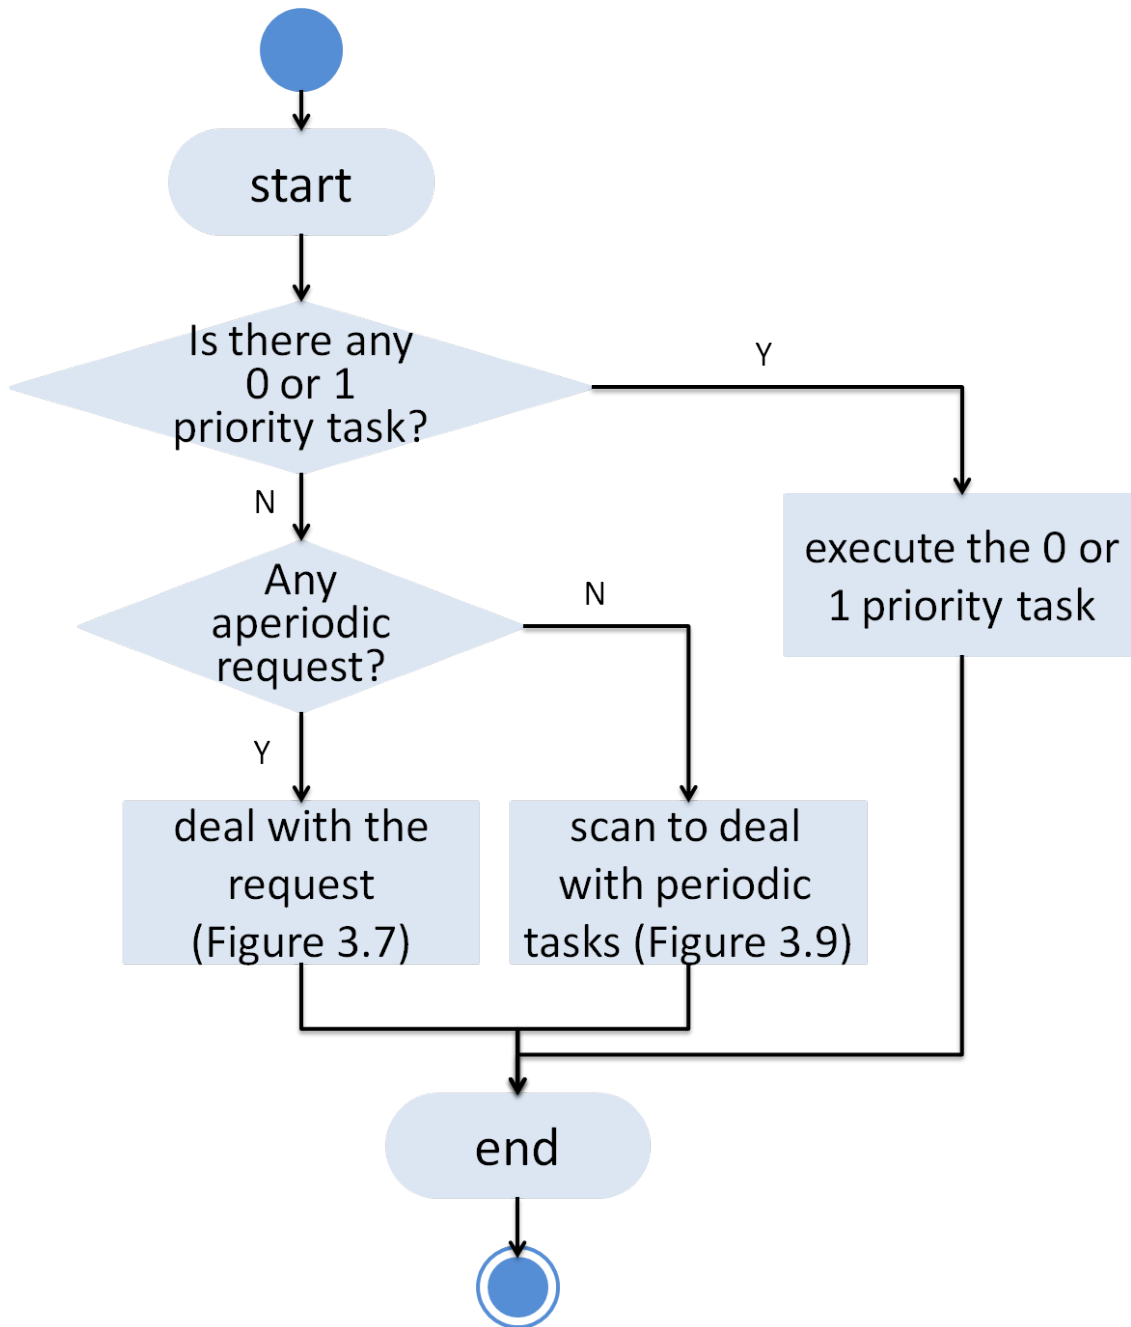 start
Is there any
0 or 1
priority task?
Y
N
execute the 0 or
1 priority task
Any
aperiodic
request?
N
Y
deal with the
request
(Figure 3.7)
scan to deal
with periodic
tasks (Figure 3.9)
end